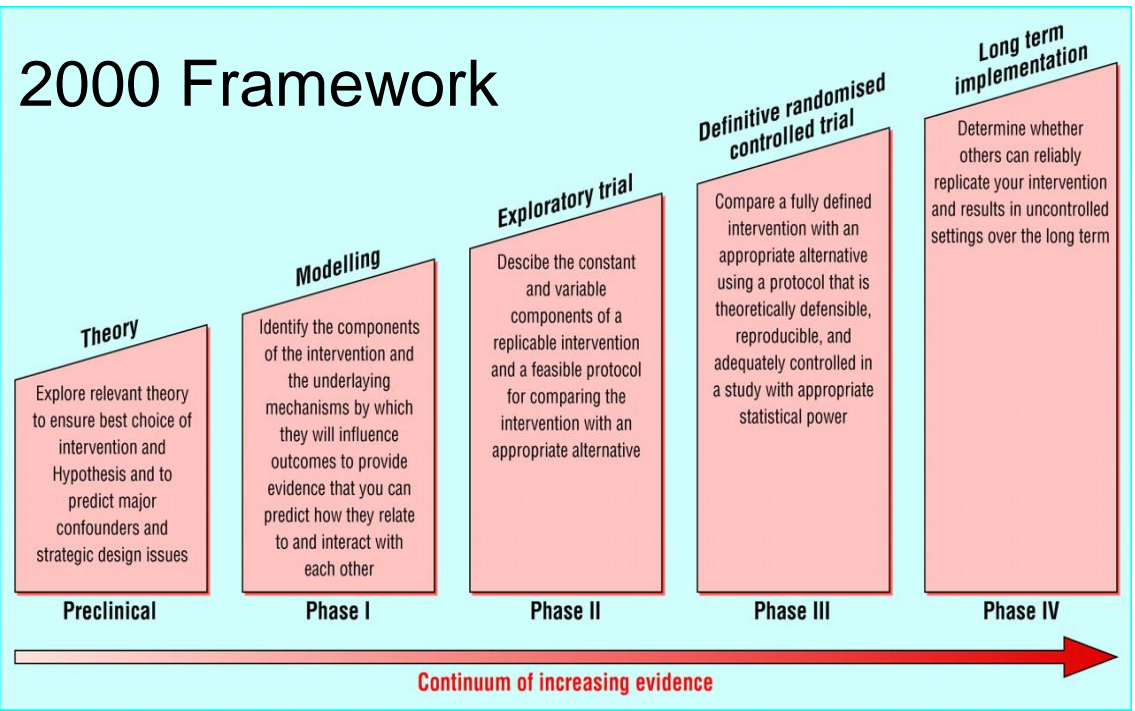 2000 Framework
Theory
Explore relevant theory
to ensure best choice of
intervention and
Hypothesis and to
predict major
confounders and
strategic design issues
Preclinical
Modelling
Identify the components
of the intervention and
the underlaying
mechanisms by which
they will influence
outcomes to provide
evidence that you can
predict how they relate
to and interact with
each other
Phase I
Exploratory trial
Descibe the constant
and variable
components of a
replicable intervention
and a feasible protocol
for comparing the
intervention with an
appropriate alternative
Phase II
Definitive randomised
controlled trial
Compare a fully defined
intervention with an
appropriate alternative
using a protocol that is
theoretically defensible,
reproducible, and
adequately controlled in
a study with appropriate
statistical power
Phase III
Long term
implementation
Determine whether
others can reliably
replicate your intervention
and results in uncontrolled
settings over the long term
Phase IV
Continuum of increasing evidence